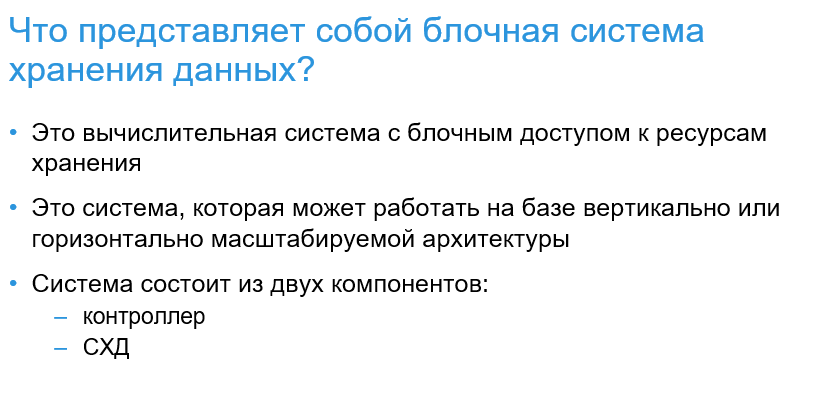 Что представляет собой блочная система
хранения данных?
• Это вычислительная система с блочным доступом к ресурсам
хранения
• Это система, которая может работать на базе вертикально или
горизонтально масштабируемой архитектуры
• Система состоит из двух компонентов:
– контроллер
– СХД